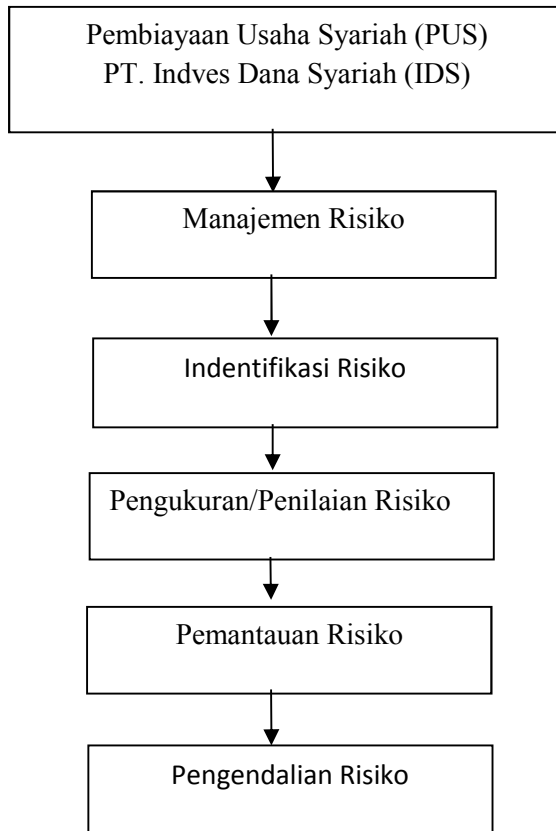 Pembiayaan Usaha Syariah (PUS)
PT. Indves Dana Syariah (IDS)
Manajemen Risiko
Indentifikasi Risiko
Pengukuran/Penilaian Risiko
Pemantauan Risiko
Pengendalian Risiko